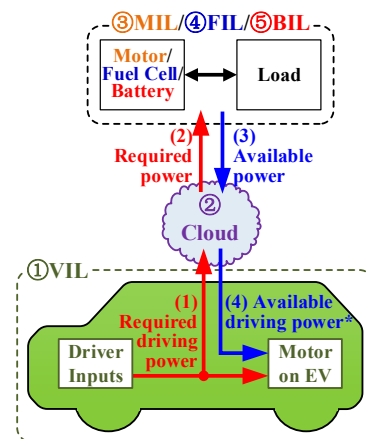 ③MIL/④FIL/⑤BIL
Motor/
Fuel Cell/
Battery
Load
(2)
Required
power
(3)
Available
power
②
Cloud
①VIL
(1)
Required
driving
power
(4) Available
driving power*
Driver
Inputs
Motor
on EV